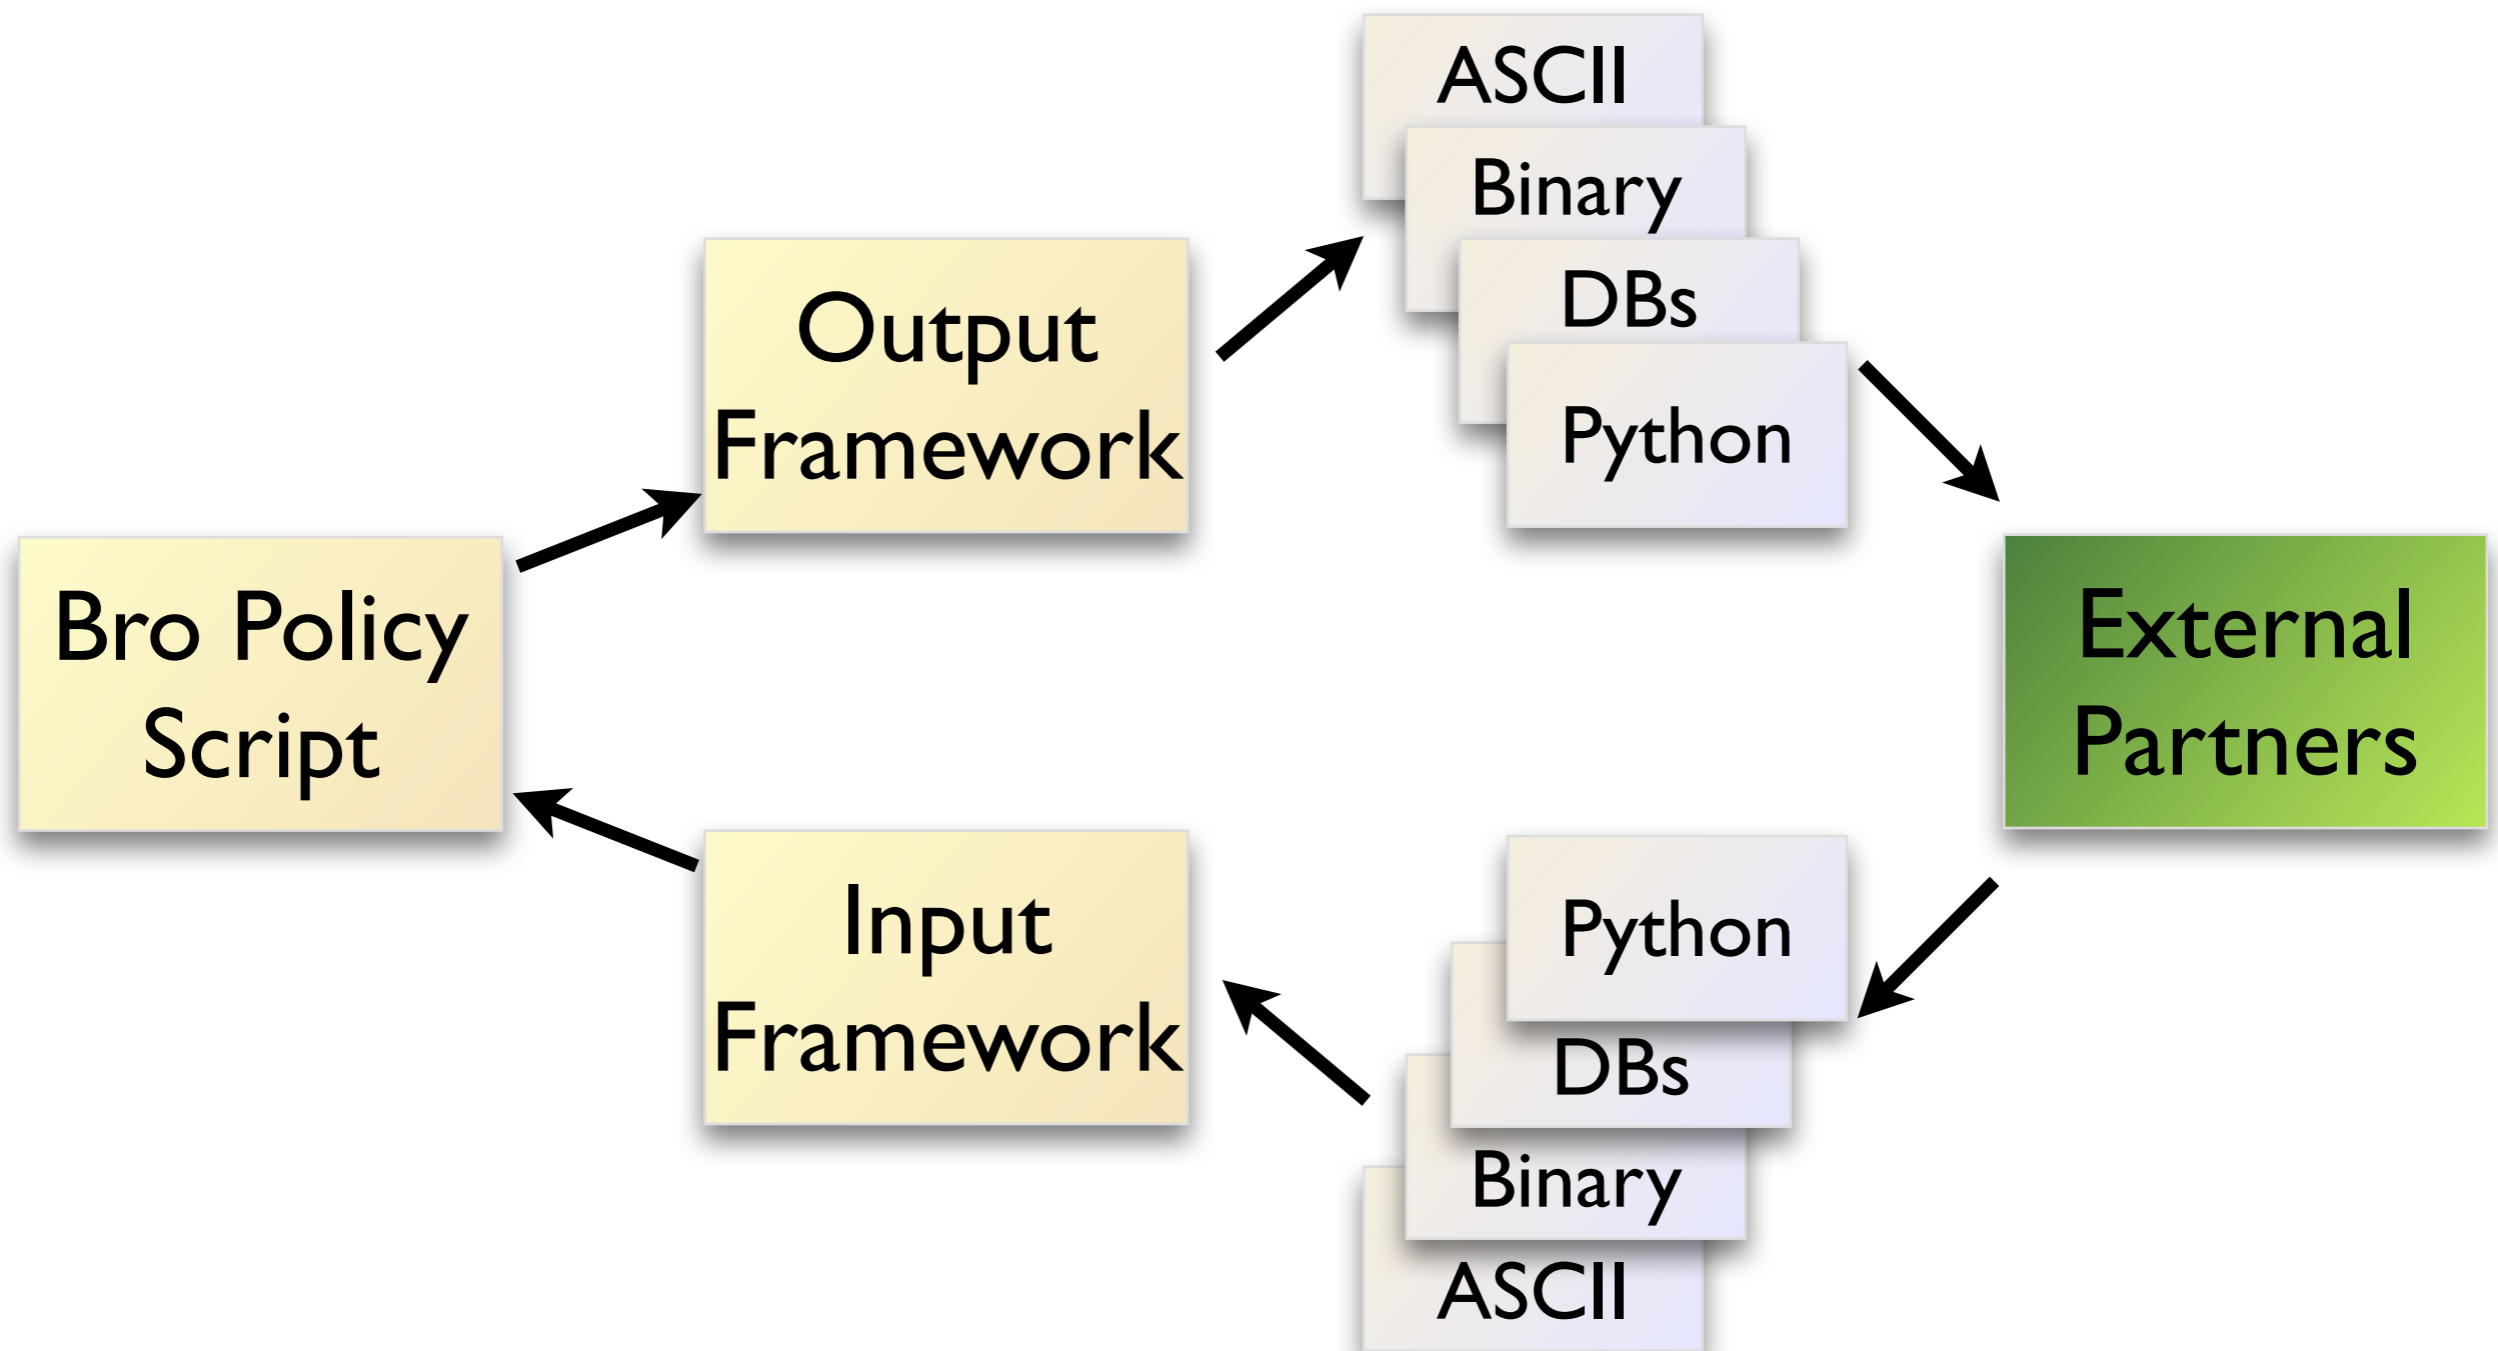 ASCII
Binary
DBs
Python
Output
Framework
Bro Policy
Script
External
Partners
Input
Framework
Python
DBs
Binary
ASCII